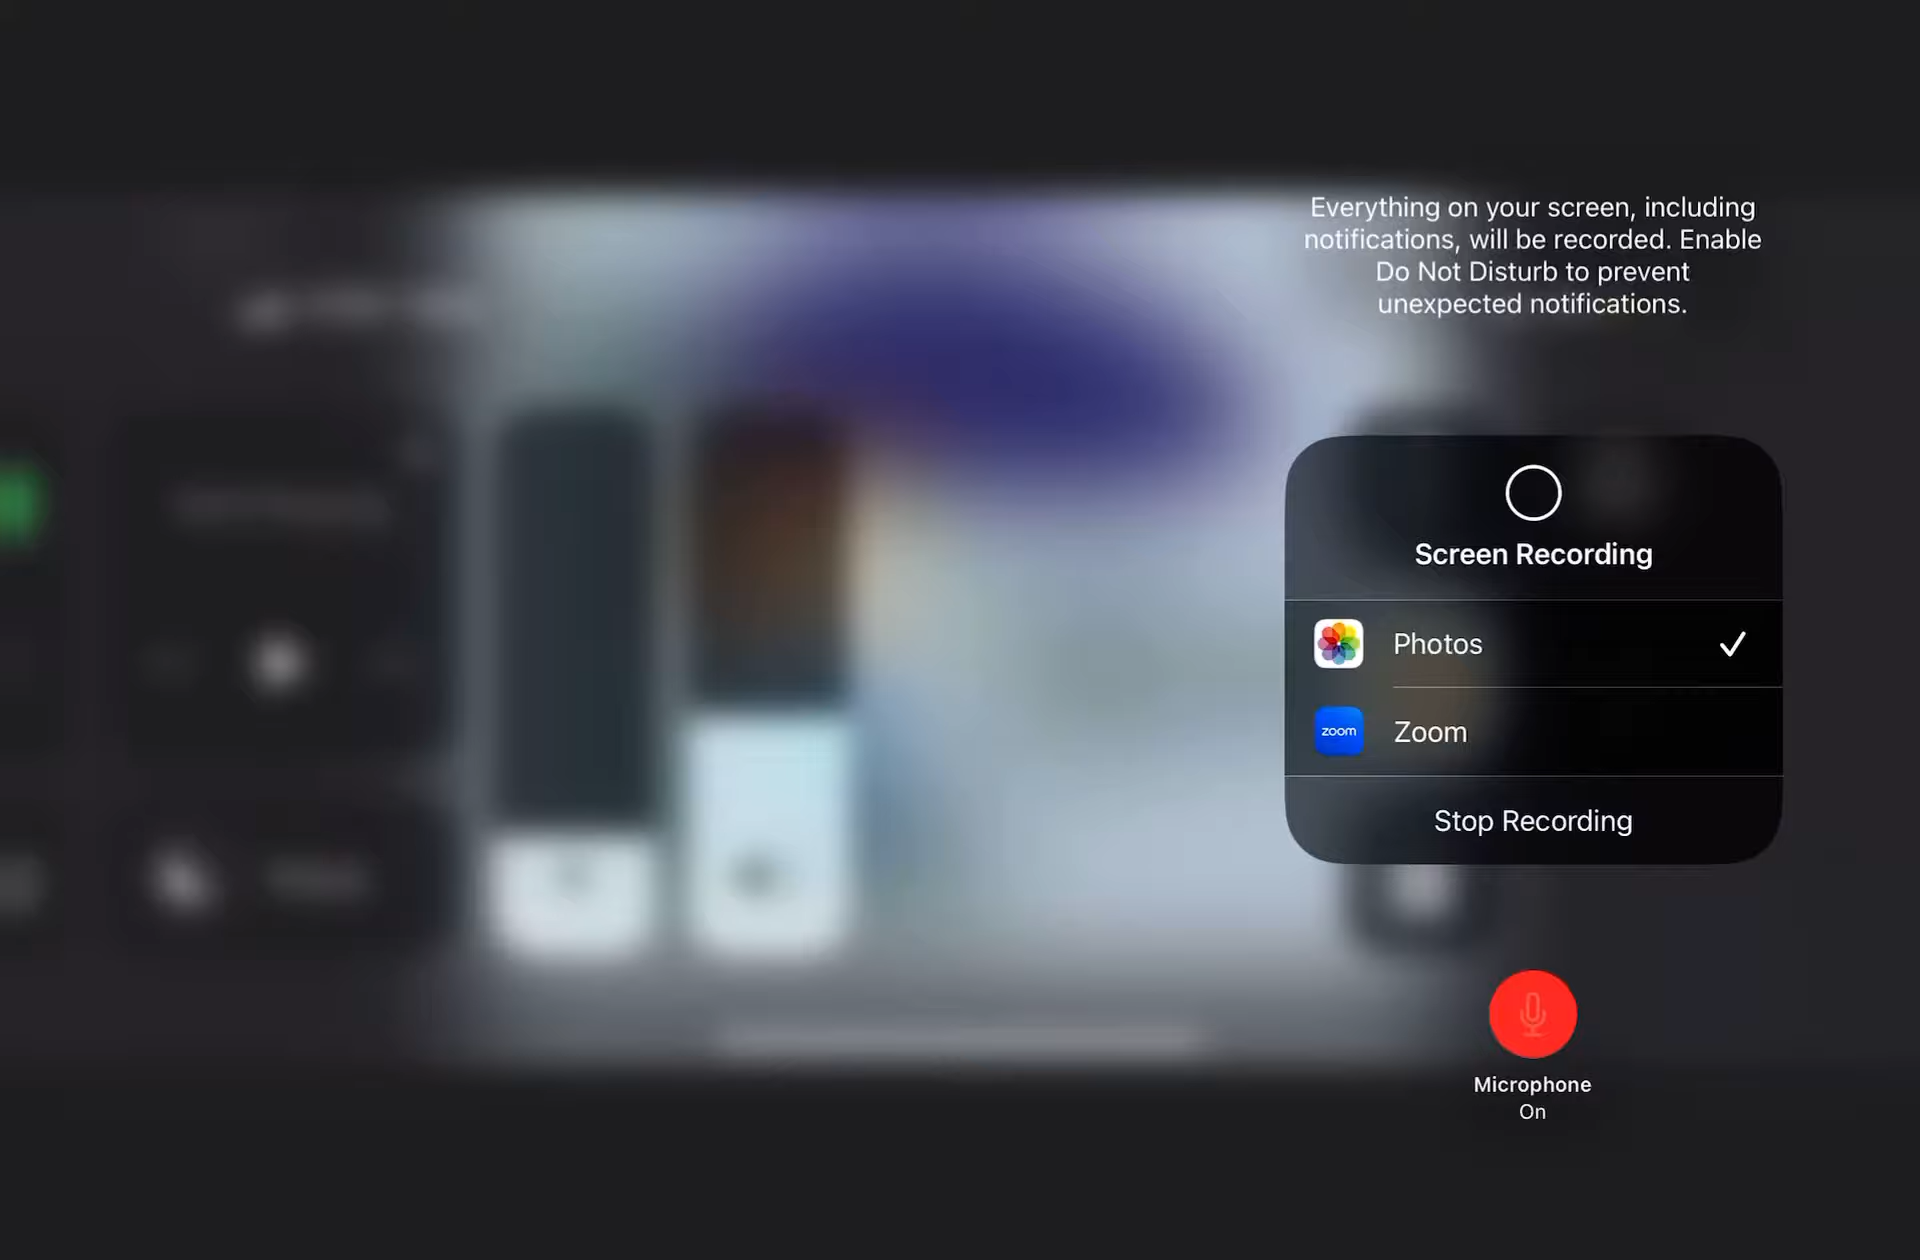 Everything on your screen, including
notifications, will be recorded. Enable
Do Not Disturb to prevent
unexpected notifications.
Screen Recording
Photos
zoom
Zoom
Stop Recording
Microphone
On